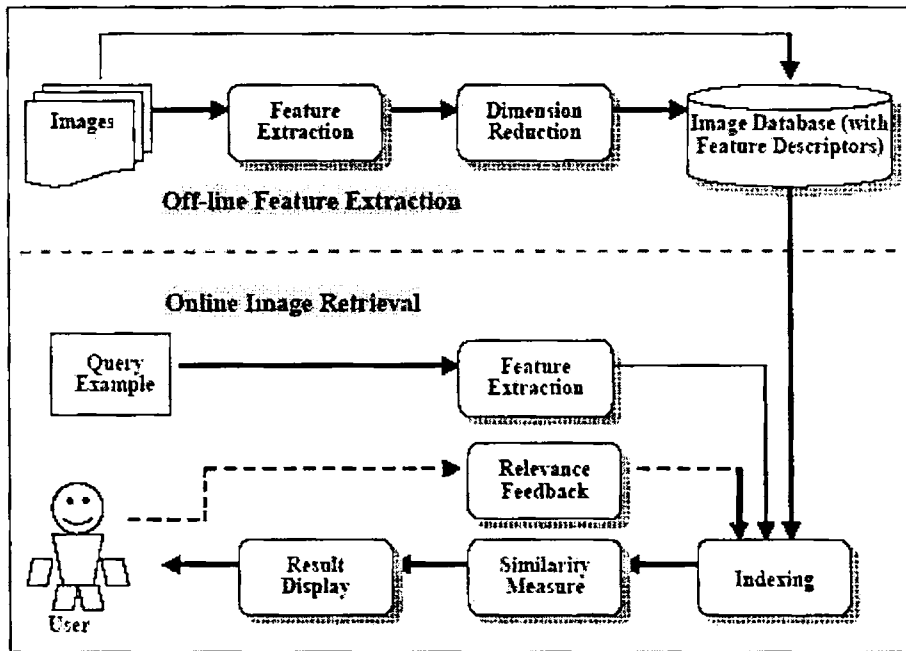 Images
Feature
Extraction
Dimension
Reduction
Image Database (with
Feature Descriptors)
Off-line Feature Extraction
Online Image Retrieval
Query
Example
Feature
Extraction
Relevance
Feedback
Result
Display
Similarity
Measure
Indexing
User